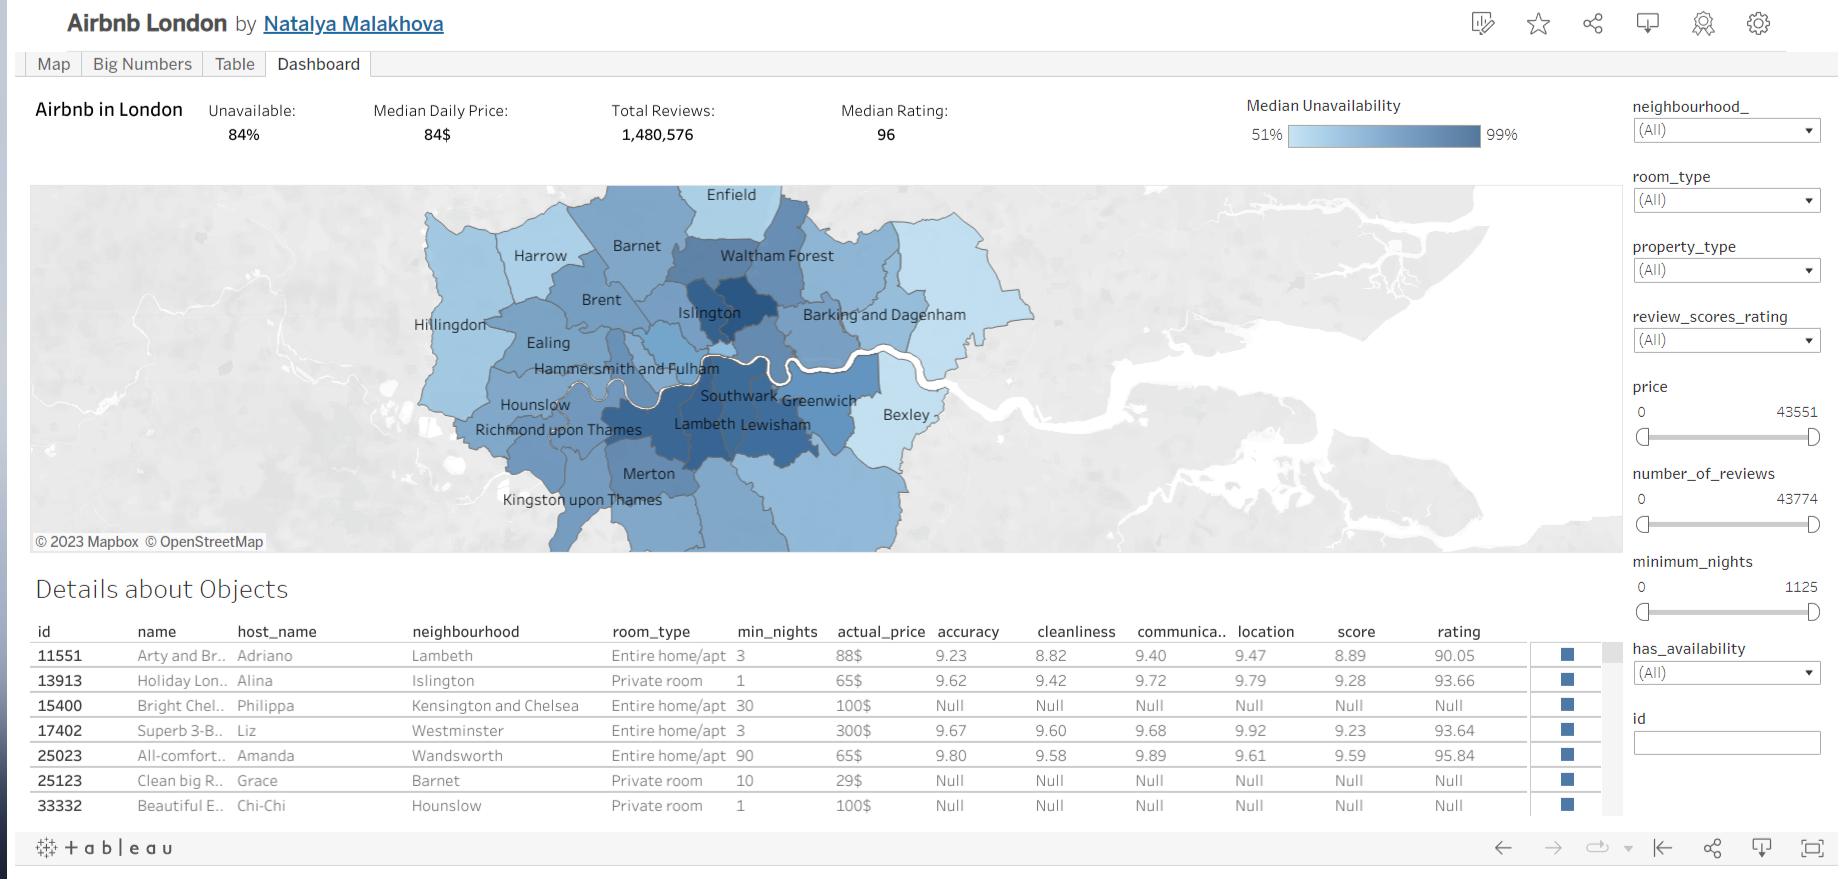 Airbnb London by Natalya Malakhova
Map Big Numbers Table Dashboard
Airbnb in London
Unavailable:
84%
Median Daily Price:
84$
Total Reviews:
1,480,576
Median Rating:
96
Median Unavailability
51% 99%
neighbourhood_
(All)
room_type
(All)
property_type
(All)
review_scores_rating
(All)
price
0 43551
number_of_reviews
0 43774
minimum_nights
0 1125
has_availability
(All)
id
Enfield
Barnet
Harrow
Waltham Forest
Brent
Islington
Barking and Dagenham
Hillingdon
Ealing
Hammersmith and Fulham
Southwark
Greenwich
Hounslow
Bexley
Lambeth
Lewisham
Richmond upon Thames
Merton
Kingston upon Thames
© 2023 Mapbox © OpenStreetMap
Details about Objects
id name host_name neighbourhood room_type min_nights actual_price accuracy cleanliness communica.. location score rating
11551 Arty and Br.. Adriano Lambeth Entire home/apt 3 88$ 9.23 8.82 9.40 9.47 8.89 90.05
13913 Holiday Lon.. Alina Islington Private room 1 65$ 9.62 9.42 9.72 9.79 9.28 93.66
15400 Bright Chel.. Philippa Kensington and Chelsea Entire home/apt 30 100$ Null Null Null Null Null Null
17402 Superb 3-B.. Liz Westminster Entire home/apt 3 300$ 9.67 9.60 9.68 9.92 9.23 93.64
25023 All-comfort.. Amanda Wandsworth Entire home/apt 90 65$ 9.80 9.58 9.89 9.61 9.59 95.84
25123 Clean big R.. Grace Barnet Private room 10 29$ Null Null Null Null Null Null
33332 Beautiful E.. Chi-Chi Hounslow Private room 1 100$ Null Null Null Null Null Null
+ableau